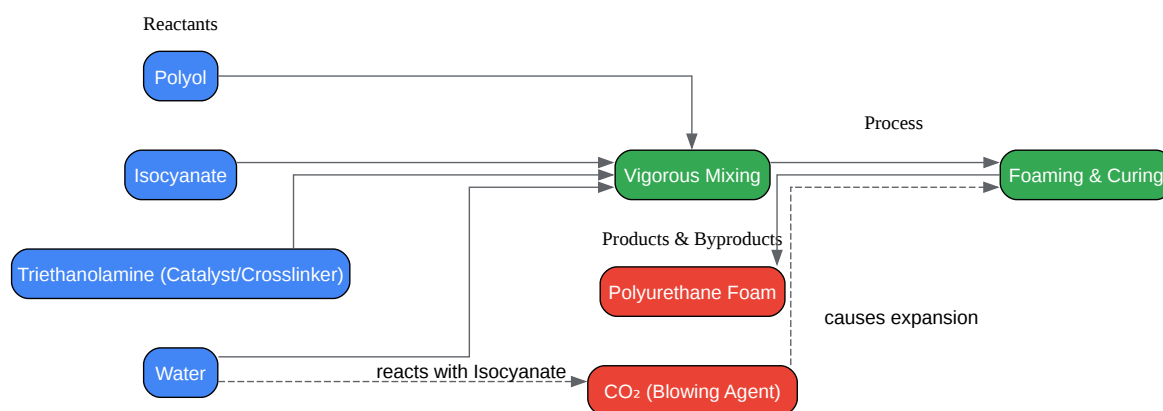 Reactants
Polyol
Process
Isocyanate
Vigorous Mixing
Foaming & Curing
Products & Byproducts
Triethanolamine (Catalyst/Crosslinker)
Polyurethane Foam
causes expansion
Water
reacts with Isocyanate
CO₂ (Blowing Agent)